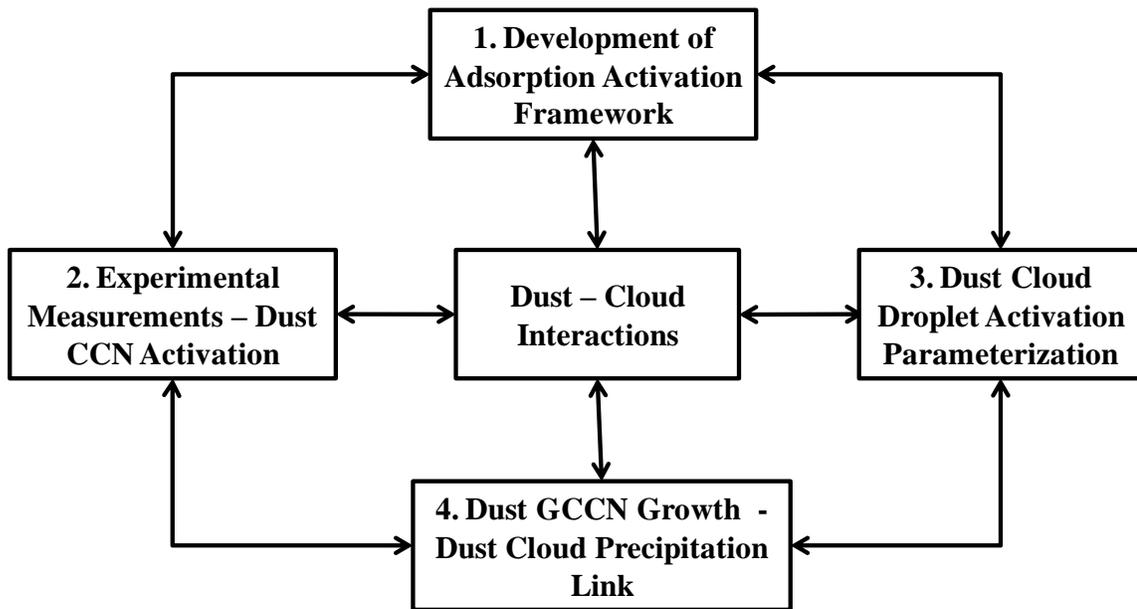 1. Development of
Adsorption Activation
Framework
2. Experimental
Measurements – Dust
CCN Activation
Dust – Cloud
Interactions
3. Dust Cloud
Droplet Activation
Parameterization
4. Dust GCCN Growth -
Dust Cloud Precipitation
Link